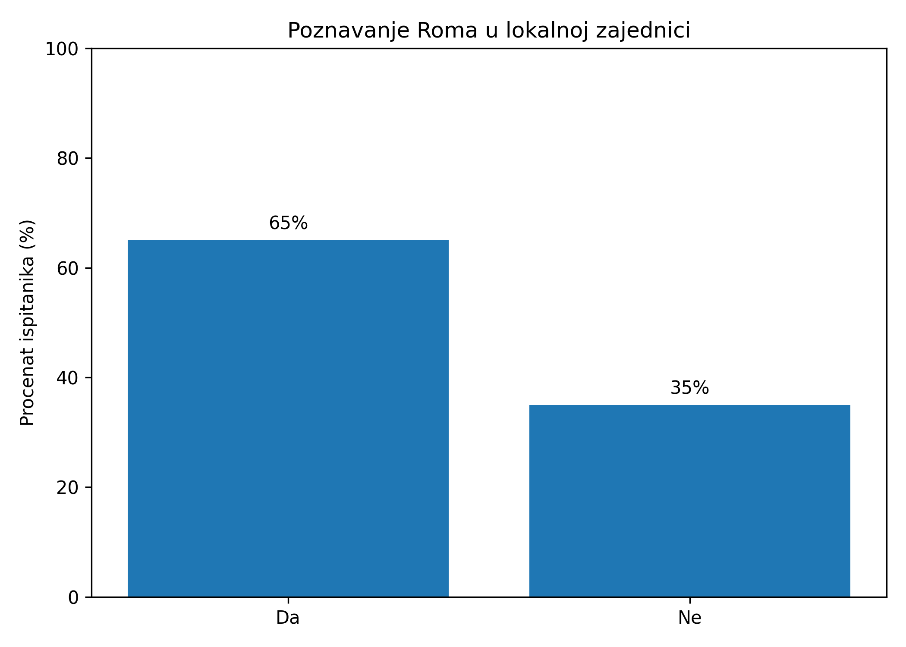 Poznavanje Roma u lokalnoj zajednici
Procenat ispitanika (%)
100
80
60
40
20
0
65%
35%
Da
Ne